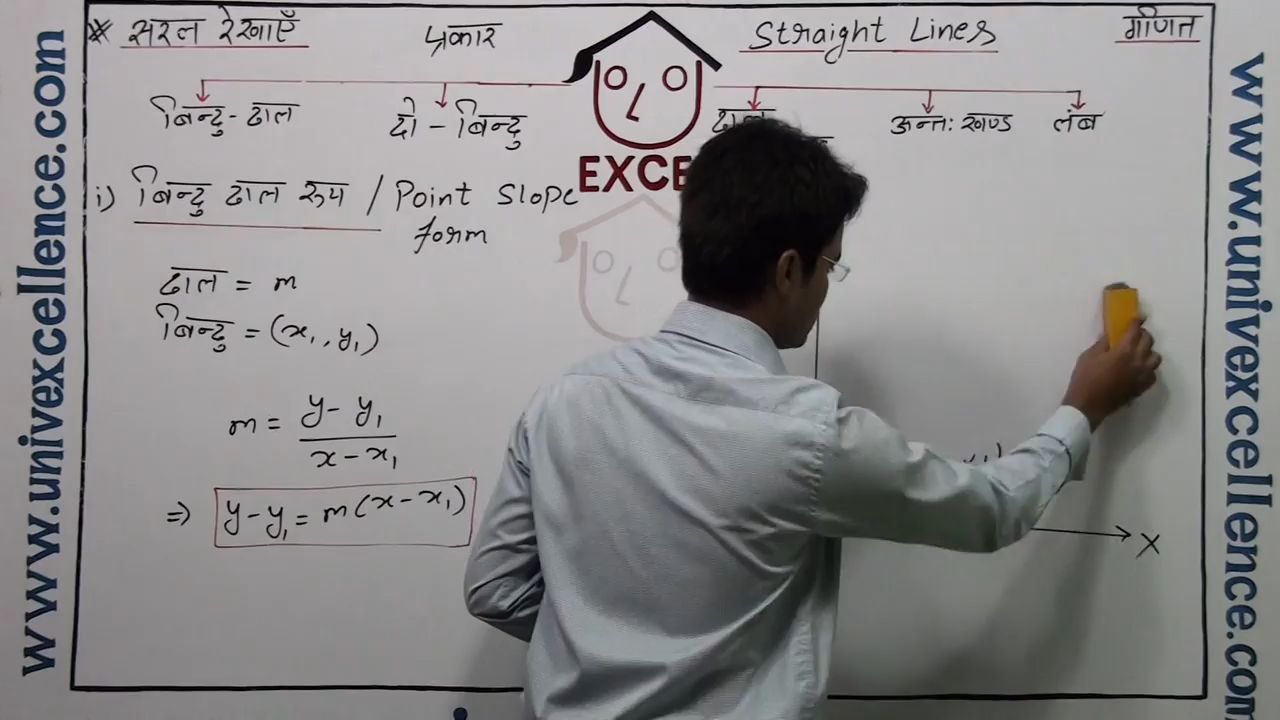 * सरल रेखाएँ प्रकार Straight Lines गणित
बिन्दु - ढाल दो - बिन्दु अन्तः खण्ड लंब
i) बिन्दु ढाल रूप / Point Slope
form
EXCE
ढाल = m
बिन्दु = (x₁, y₁)
m = (y - y₁)/(x - x₁)
⇒ y - y₁ = m(x - x₁)
X
www.univexcellence.com
www.univexcellence.com